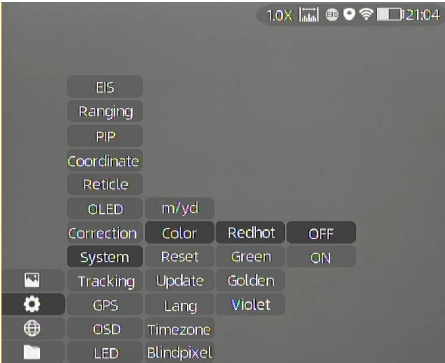 1.0X EIS 21:04
EIS
Ranging
PIP
Coordinate
Reticle
OLED m/yd
Correction Color Redhot OFF
System Reset Green ON
Tracking Update Golden
GPS Lang Violet
OSD Timezone
LED Blindpixel